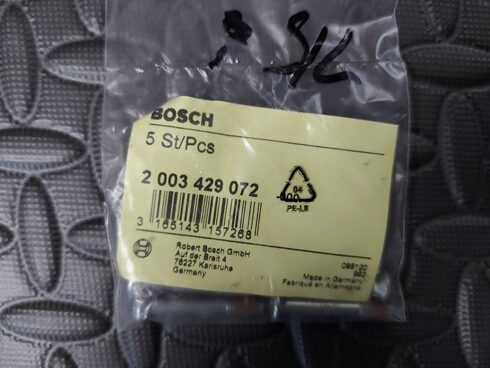 BOSCH
5 St/Pcs
2 003 429 072
04
PE-LE
3 165143 157268
Robert Bosch GmbH
Auf der Breit 4
76227 Karlsruhe
Germany
Made in Germany
Fabriqué en Allemagne